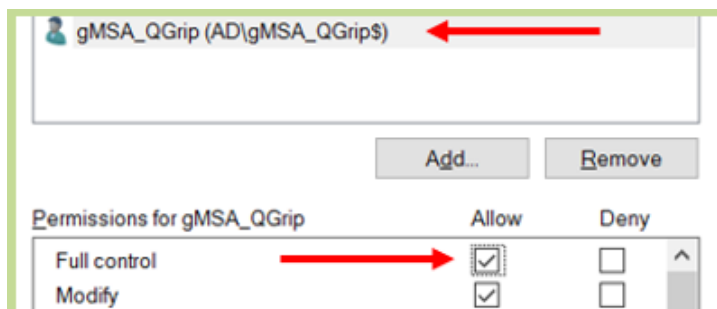 gMSA_QGrip (AD\gMSA_QGrip$)
Add... Remove
Permissions for gMSA_QGrip Allow Deny
Full control
Modify